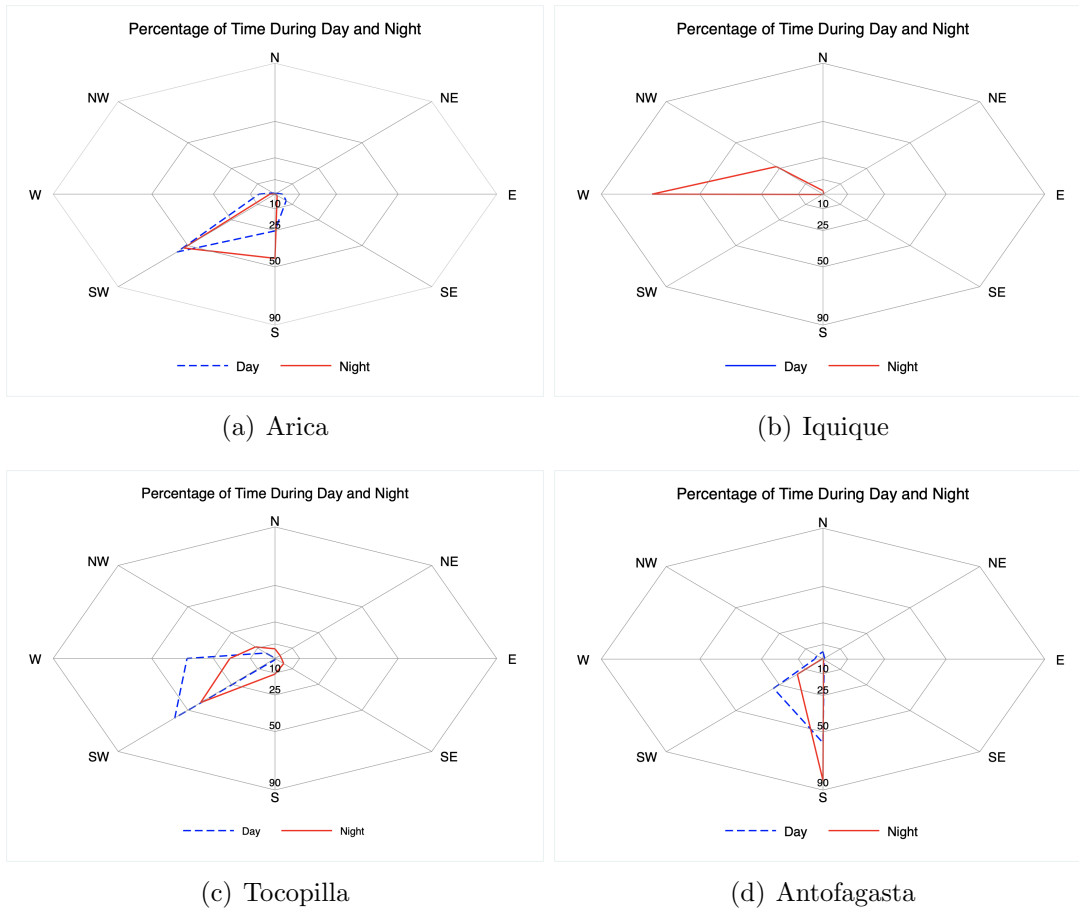 Percentage of Time During Day and Night
N
NW
NE
W
E
10
25
50
SW
SE
90
S
Day Night
(a) Arica
Percentage of Time During Day and Night
N
NW
NE
W
E
10
25
50
SW
SE
90
S
Day Night
(b) Iquique
Percentage of Time During Day and Night
N
NW
NE
W
E
10
25
50
SW
SE
90
S
Day Night
(c) Tocopilla
Percentage of Time During Day and Night
N
NW
NE
W
E
10
25
50
SW
SE
90
S
Day Night
(d) Antofagasta